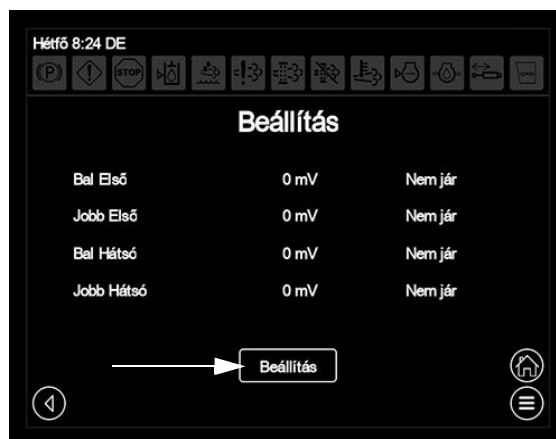 Hétfő 8:24 DE
STOP
Beállítás
Bal Első 0 mV Nem jár
Jobb Első 0 mV Nem jár
Bal Hátsó 0 mV Nem jár
Jobb Hátsó 0 mV Nem jár
Beállítás